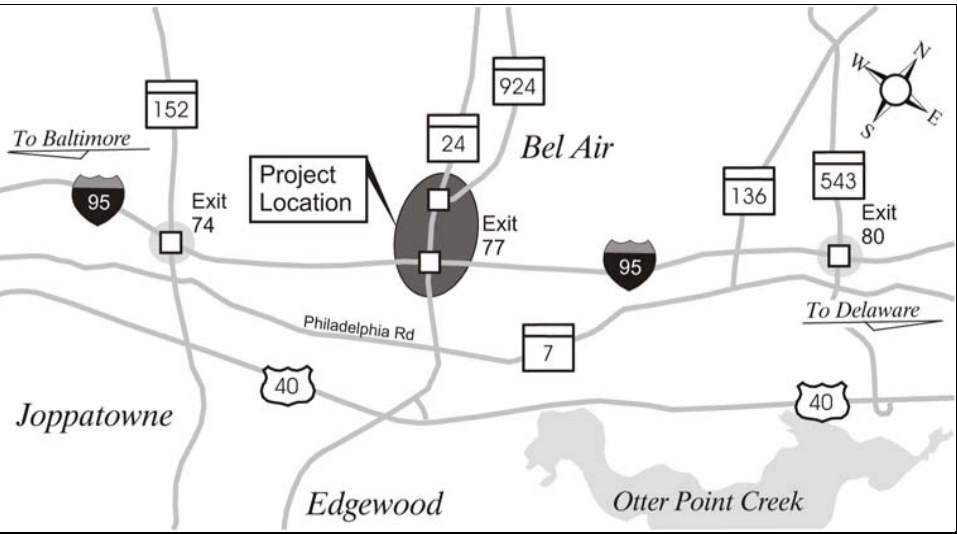 924
152
24
N
W
E
S
To Baltimore
Bel Air
Project
Location
136
543
95
Exit
74
Exit
77
Exit
80
95
To Delaware
Philadelphia Rd
7
40
40
Joppatowne
Edgewood
Otter Point Creek